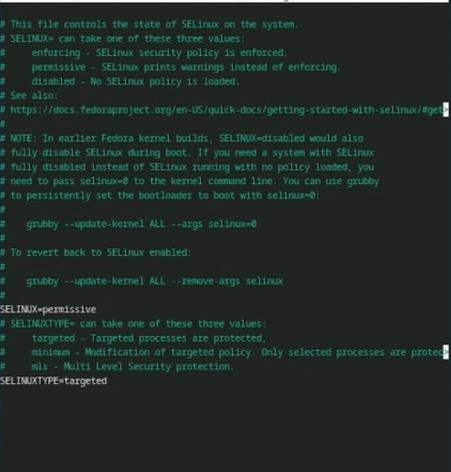 # This file controls the state of SELinux on the system.
# SELINUX= can take one of these three values:
#     enforcing - SELinux security policy is enforced.
#     permissive - SELinux prints warnings instead of enforcing.
#     disabled - No SELinux policy is loaded.
# See also:
# https://docs.fedoraproject.org/en-US/quick-docs/getting-started-with-selinux/#get>
#
# NOTE: In earlier Fedora kernel builds, SELINUX=disabled would also
# fully disable SELinux during boot. If you need a system with SELinux
# fully disabled instead of SELinux running with no policy loaded, you
# need to pass selinux=0 to the kernel command line. You can use grubby
# to persistently set the bootloader to boot with selinux=0:
#
#    grubby --update-kernel ALL --args selinux=0
#
# To revert back to SELinux enabled:
#
#    grubby --update-kernel ALL --remove-args selinux
#
SELINUX=permissive
# SELINUXTYPE= can take one of these three values:
#     targeted - Targeted processes are protected,
#     minimum - Modification of targeted policy. Only selected processes are protec>
#     mls - Multi Level Security protection.
SELINUXTYPE=targeted